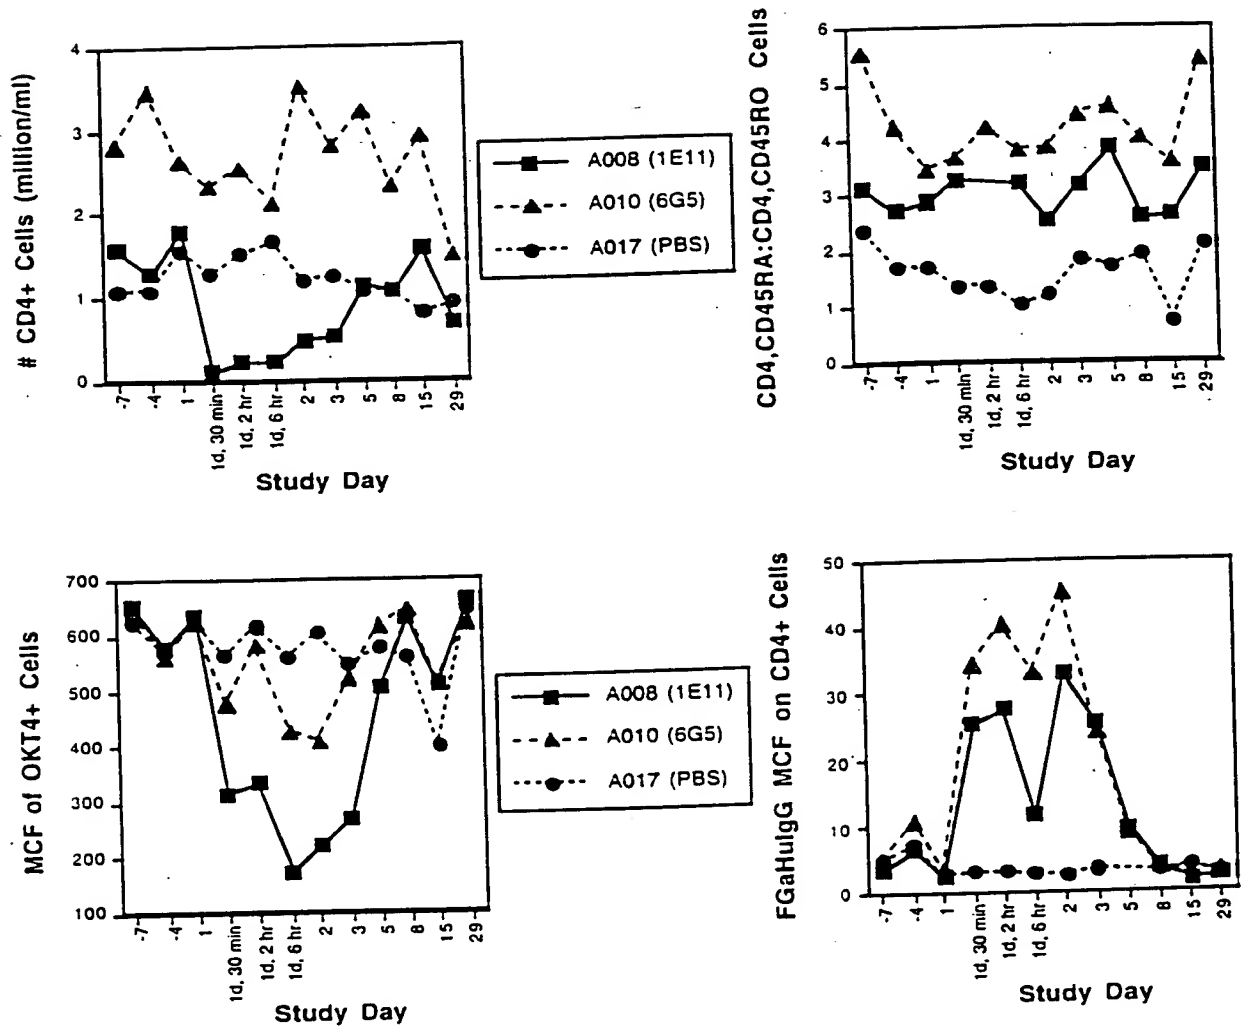 # CD4+ Cells (million/ml)
4
3
2
1
0
-7
-4
1
1d, 30 min
1d, 2 hr
1d, 6 hr
2
3
5
8
15
29
Study Day
A008 (1E11)
A010 (6G5)
A017 (PBS)
CD4,CD45RA:CD4,CD45RO Cells
6
5
4
3
2
1
0
-7
-4
1
1d, 30 min
1d, 2 hr
1d, 6 hr
2
3
5
8
15
29
Study Day
MCF of OKT4+ Cells
700
600
500
400
300
200
100
-7
-4
1
1d, 30 min
1d, 2 hr
1d, 6 hr
2
3
5
8
15
29
Study Day
A008 (1E11)
A010 (6G5)
A017 (PBS)
FGaHuIgG MCF on CD4+ Cells
50
40
30
20
10
0
-7
-4
1
1d, 30 min
1d, 2 hr
1d, 6 hr
2
3
5
8
15
29
Study Day